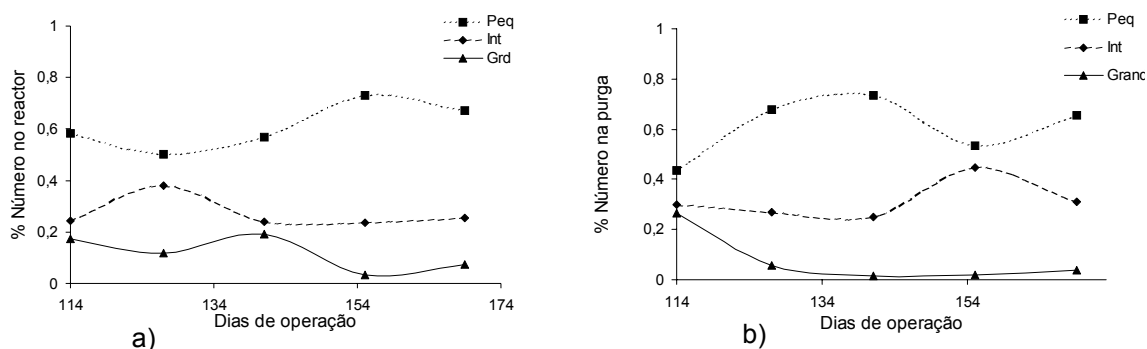 % Número no reactor
1
0,8
0,6
0,4
0,2
0
114
134
154
174
Dias de operação
Peq
Int
Grd
a)
% Número na purga
1
0,8
0,6
0,4
0,2
0
114
134
154
Dias de operação
Peq
Int
Grand
b)